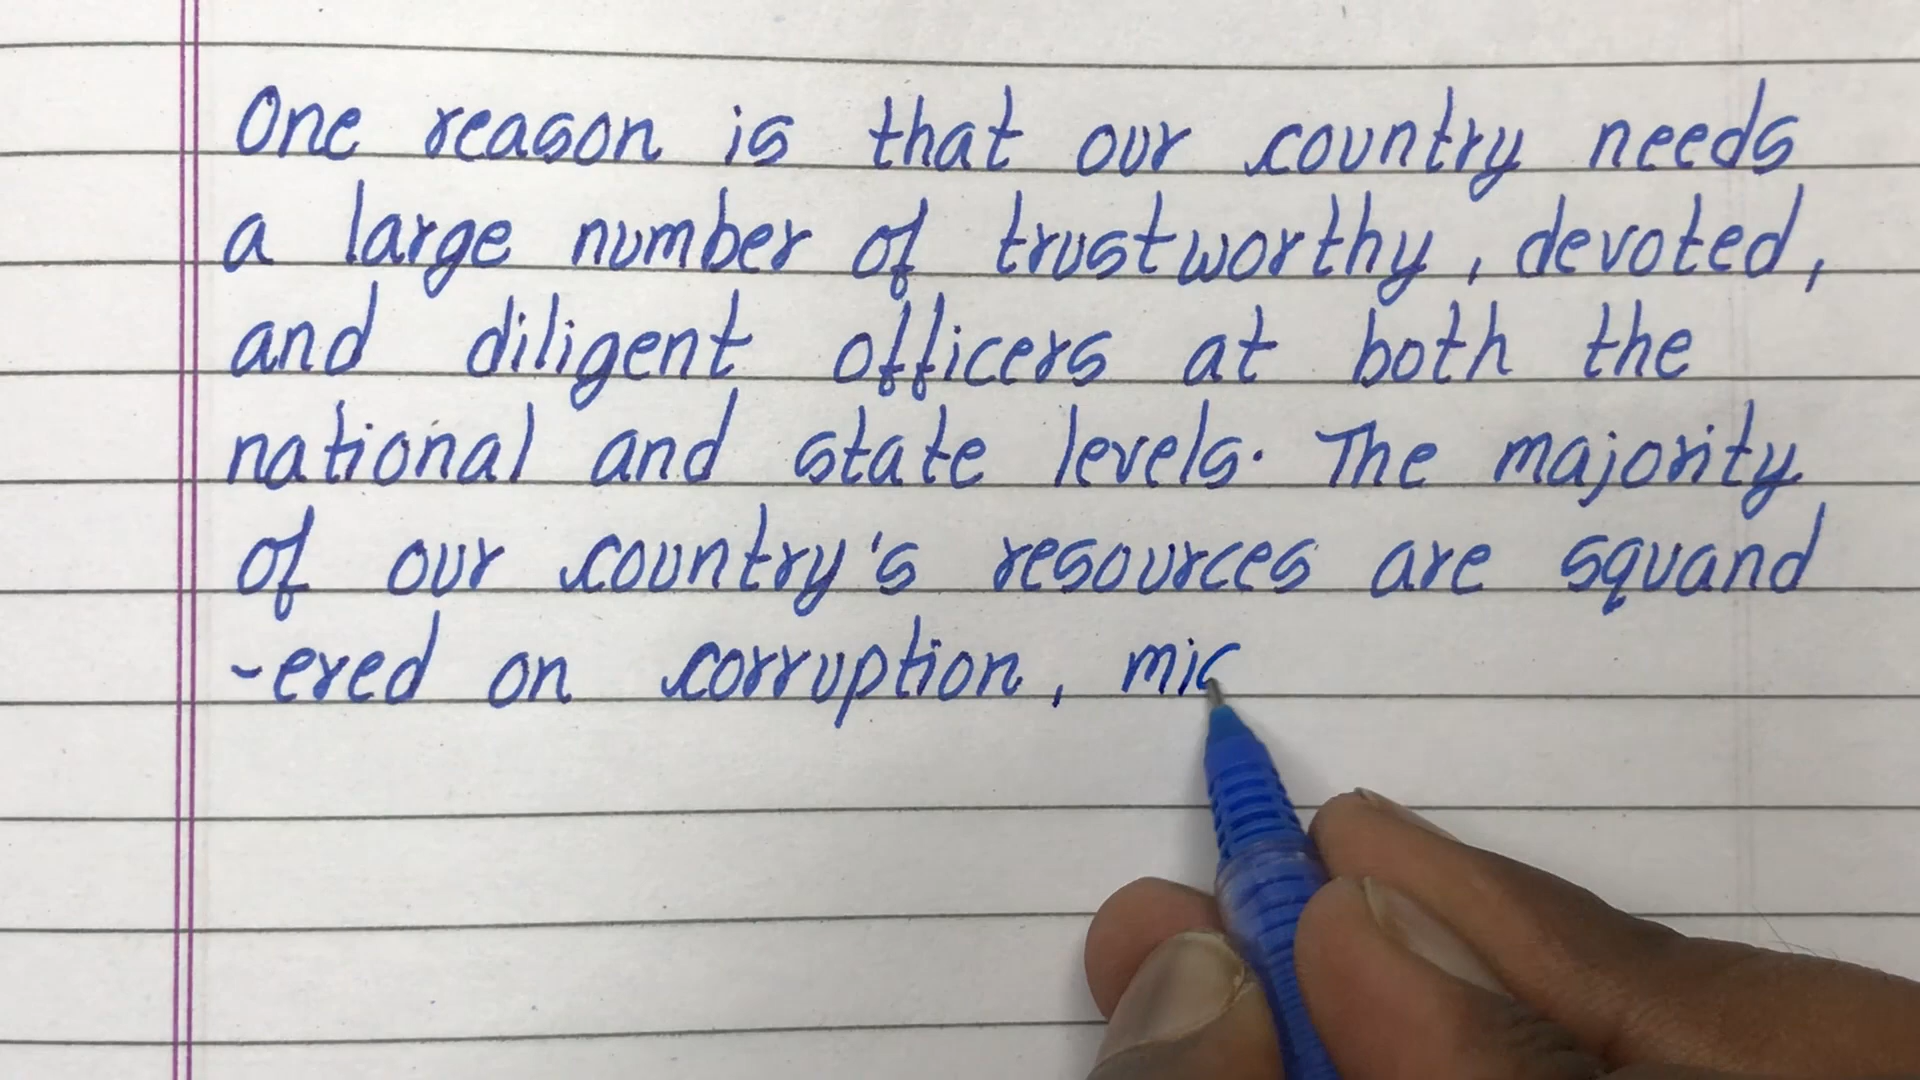 One reason is that our country needs
a large number of trustworthy, devoted,
and diligent officers at both the
national and state levels. The majority
of our country's resources are squand
-ered on corruption, mic